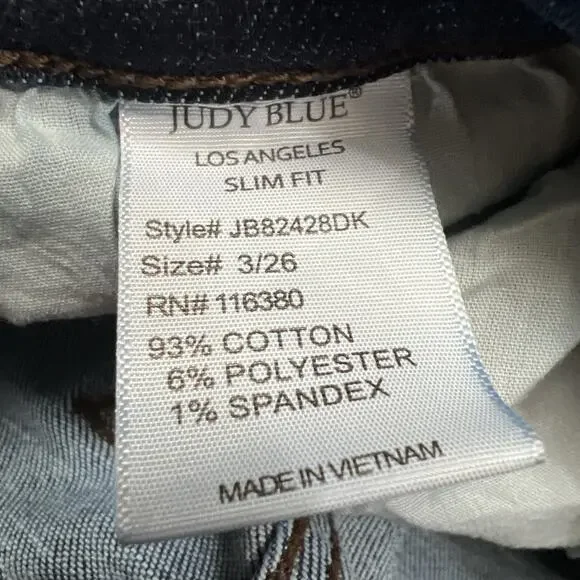 JUDY BLUE®
LOS ANGELES
SLIM FIT
Style# JB82428DK
Size# 3/26
RN# 116380
93% COTTON
6% POLYESTER
1% SPANDEX
MADE IN VIETNAM